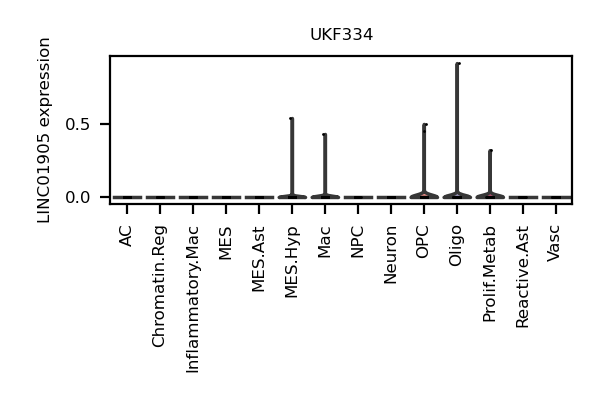 UKF334
LINC01905 expression
0.5
0.0
AC
Chromatin.Reg
Inflammatory.Mac
MES
MES.Ast
MES.Hyp
Mac
NPC
Neuron
OPC
Oligo
Prolif.Metab
Reactive.Ast
Vasc